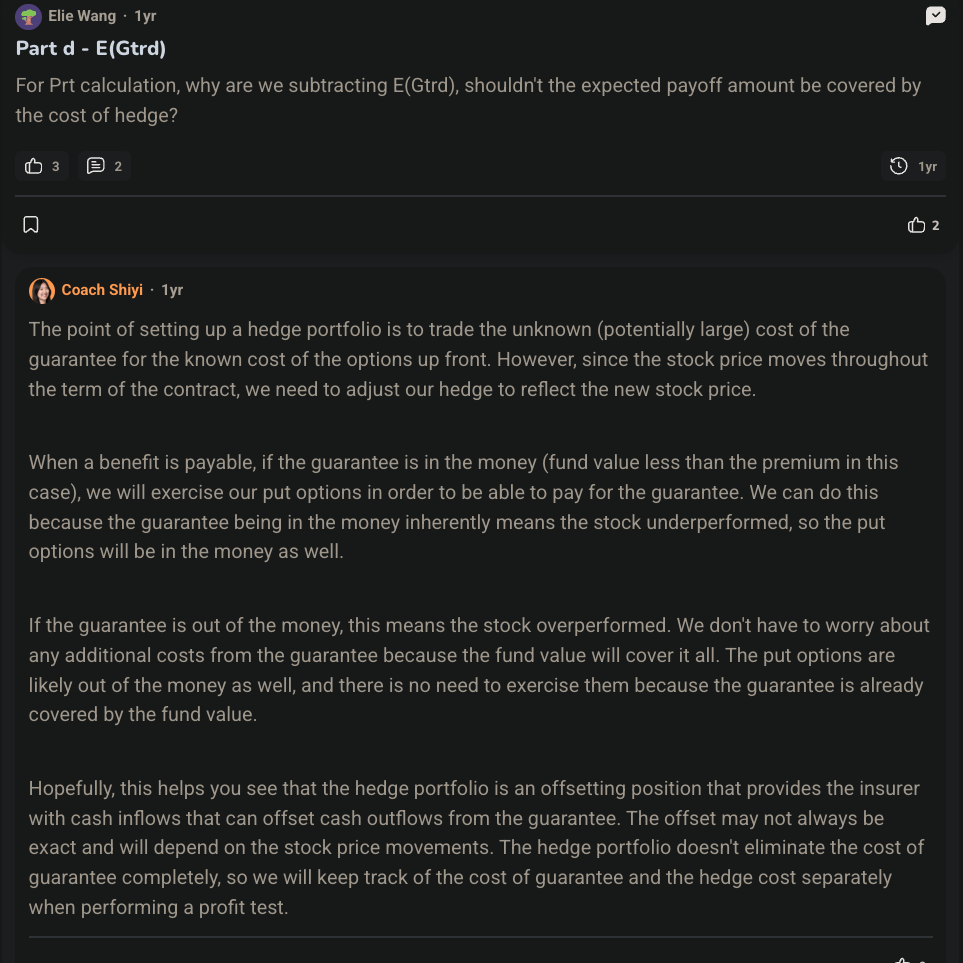 Elie Wang · 1yr
Part d - E(Gtrd)
For Prt calculation, why are we subtracting E(Gtrd), shouldn't the expected payoff amount be covered by
the cost of hedge?
3 2 1yr
2
Coach Shiyi · 1yr
The point of setting up a hedge portfolio is to trade the unknown (potentially large) cost of the
guarantee for the known cost of the options up front. However, since the stock price moves throughout
the term of the contract, we need to adjust our hedge to reflect the new stock price.
When a benefit is payable, if the guarantee is in the money (fund value less than the premium in this
case), we will exercise our put options in order to be able to pay for the guarantee. We can do this
because the guarantee being in the money inherently means the stock underperformed, so the put
options will be in the money as well.
If the guarantee is out of the money, this means the stock overperformed. We don't have to worry about
any additional costs from the guarantee because the fund value will cover it all. The put options are
likely out of the money as well, and there is no need to exercise them because the guarantee is already
covered by the fund value.
Hopefully, this helps you see that the hedge portfolio is an offsetting position that provides the insurer
with cash inflows that can offset cash outflows from the guarantee. The offset may not always be
exact and will depend on the stock price movements. The hedge portfolio doesn't eliminate the cost of
guarantee completely, so we will keep track of the cost of guarantee and the hedge cost separately
when performing a profit test.